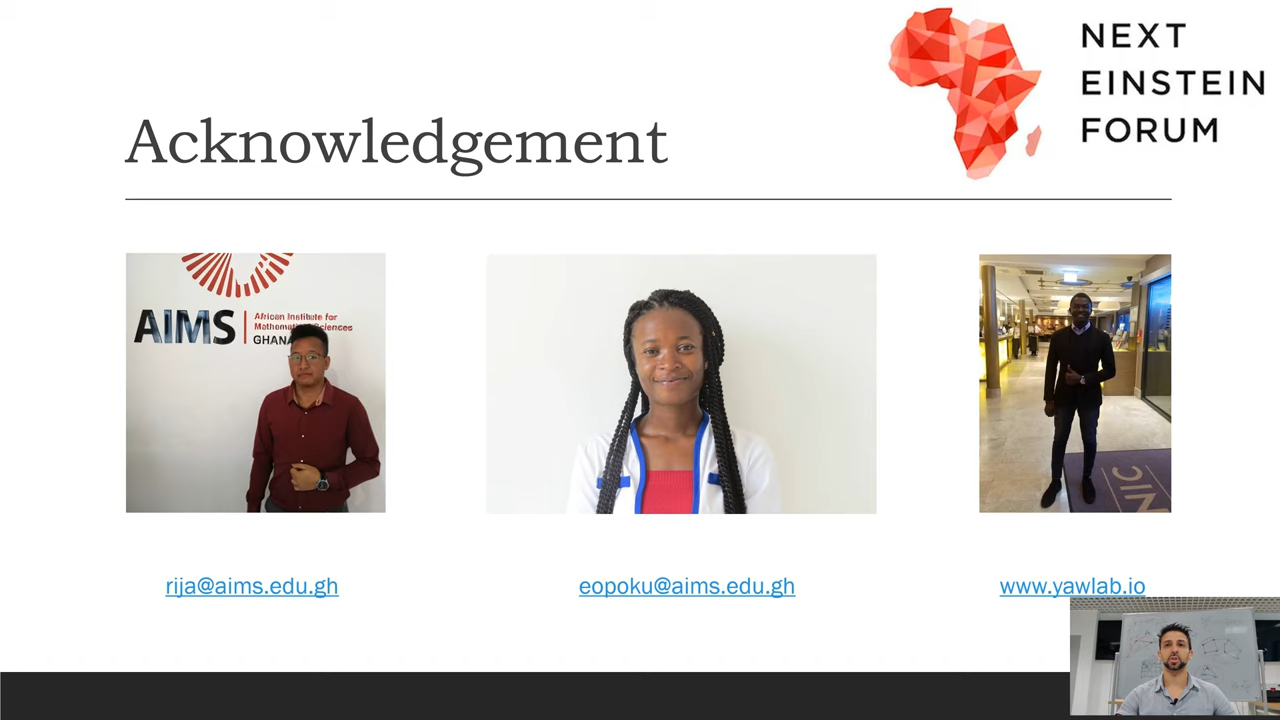 NEXT
EINSTEIN
FORUM
Acknowledgement
AIMS
African Institute for
Sciences
GHANA
NIC
rija@aims.edu.gh
eopoku@aims.edu.gh
www.yawlab.io